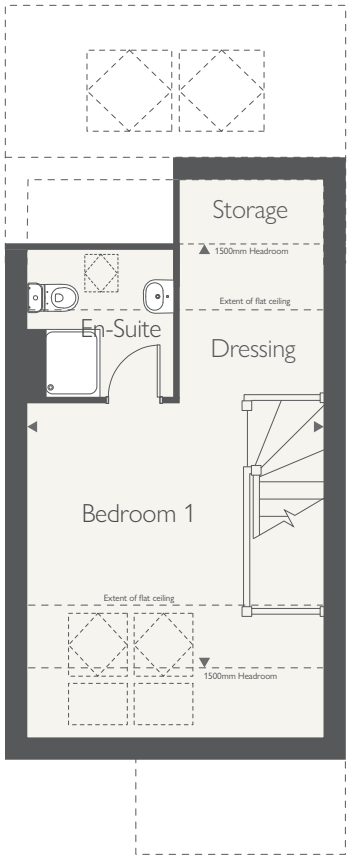 Storage
1500mm Headroom
Extent of flat ceiling
En-Suite
Dressing
Bedroom 1
Extent of flat ceiling
1500mm Headroom